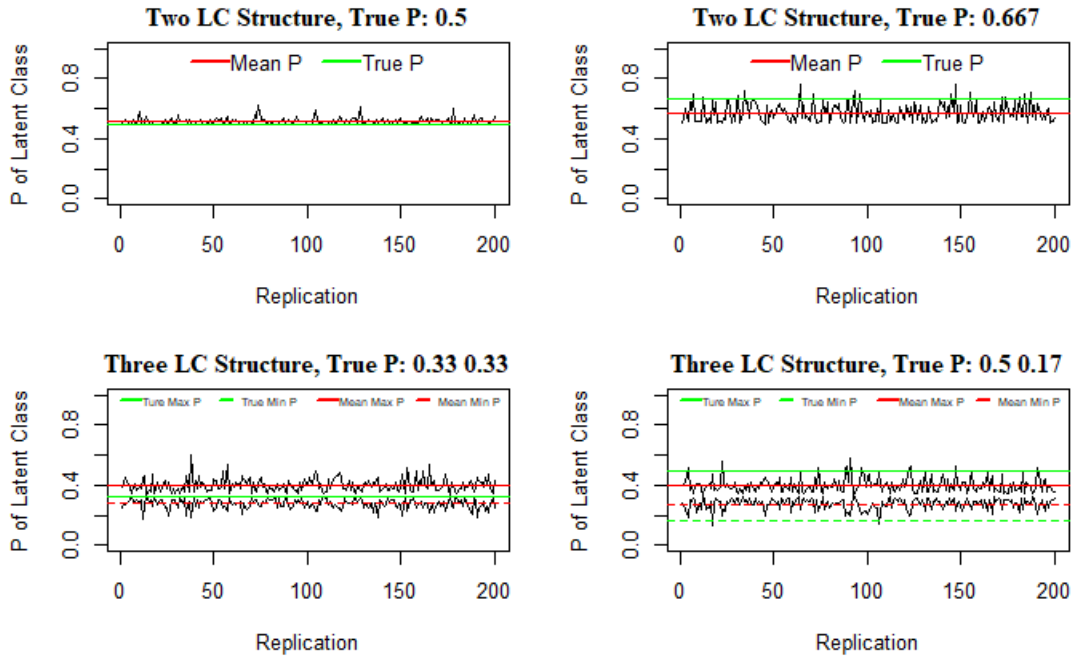 Two LC Structure, True P: 0.5
P of Latent Class
0.0 0.4 0.8
Mean P True P
0 50 100 150 200
Replication
Two LC Structure, True P: 0.667
P of Latent Class
0.0 0.4 0.8
Mean P True P
0 50 100 150 200
Replication
Three LC Structure, True P: 0.33 0.33
P of Latent Class
0.0 0.4 0.8
Ture Max P True Min P Mean Max P Mean Min P
0 50 100 150 200
Replication
Three LC Structure, True P: 0.5 0.17
P of Latent Class
0.0 0.4 0.8
Ture Max P True Min P Mean Max P Mean Min P
0 50 100 150 200
Replication